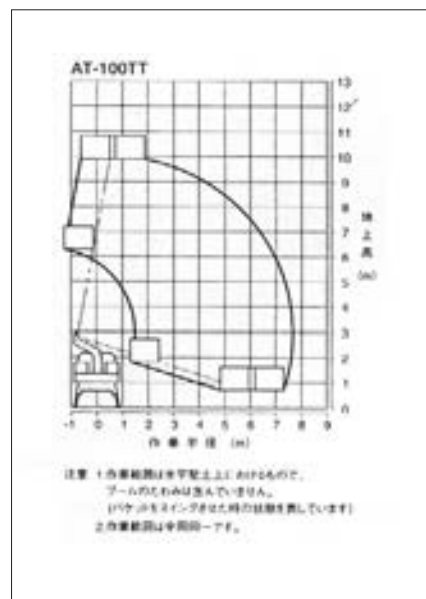 AT-100TT
13
12
11
10
9
8
7
6
5
4
3
2
1
0
地上高
(m)
-1 0 1 2 3 4 5 6 7 8 9
作業半径 (m)
注意 1.作業範囲は水平堅土上におけるもので、
ブームのたわみは含んでいません。
(バケットをスイングさせた時の状態を表しています)
2.作業範囲は全周同一です。